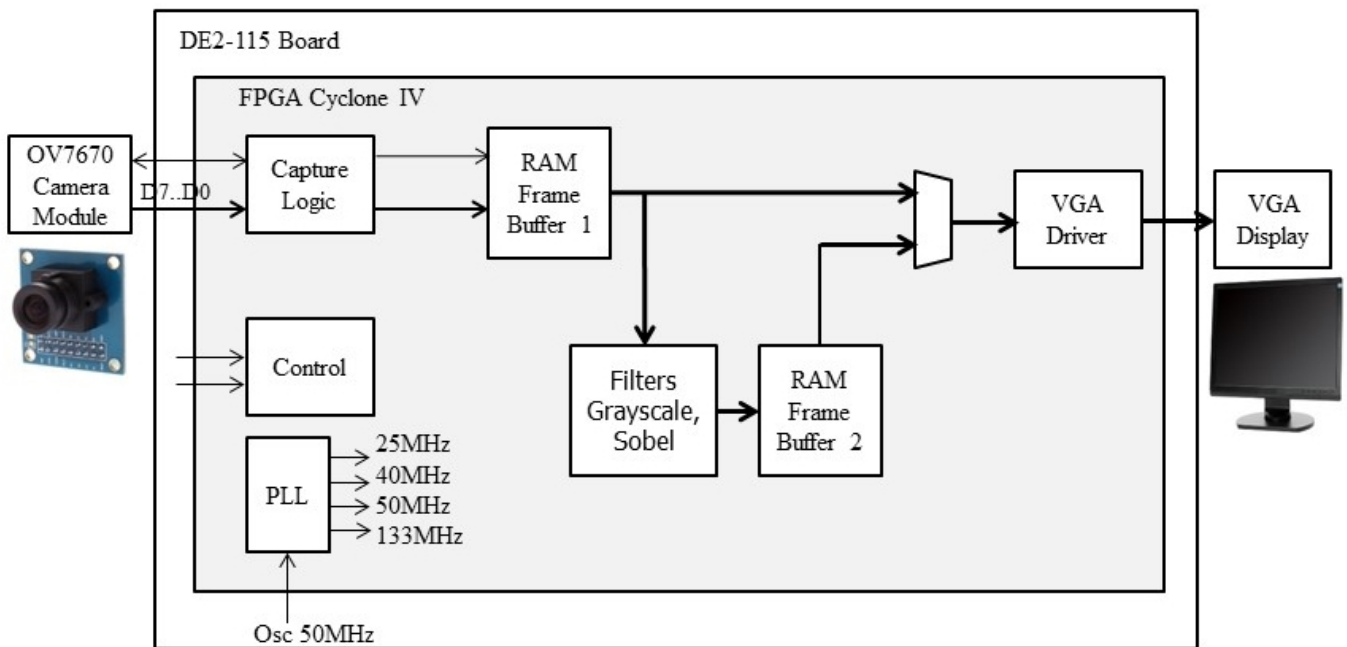 DE2-115 Board
FPGA Cyclone IV
OV7670
Camera
Module
D7..D0
Capture
Logic
RAM
Frame
Buffer 1
VGA
Driver
VGA
Display
Control
Filters
Grayscale,
Sobel
RAM
Frame
Buffer 2
PLL
25MHz
40MHz
50MHz
133MHz
Osc 50MHz